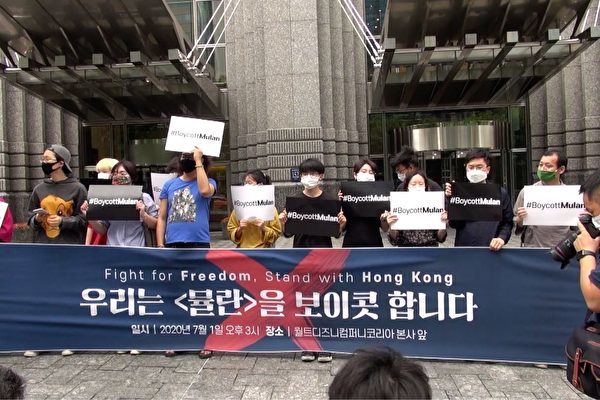 #BoycottMulan
#BoycottMulan
#BoycottMulan
#BoycottMulan
#BoycottMulan
#BoycottMulan
#BoycottMulan
#BoycottMulan
Fight for Freedom, Stand with Hong Kong
우리는 <뮬란>을 보이콧 합니다
일시 | 2020년 7월 1일 오후 3시 장소 | 월트디즈니컴퍼니코리아 본사 앞